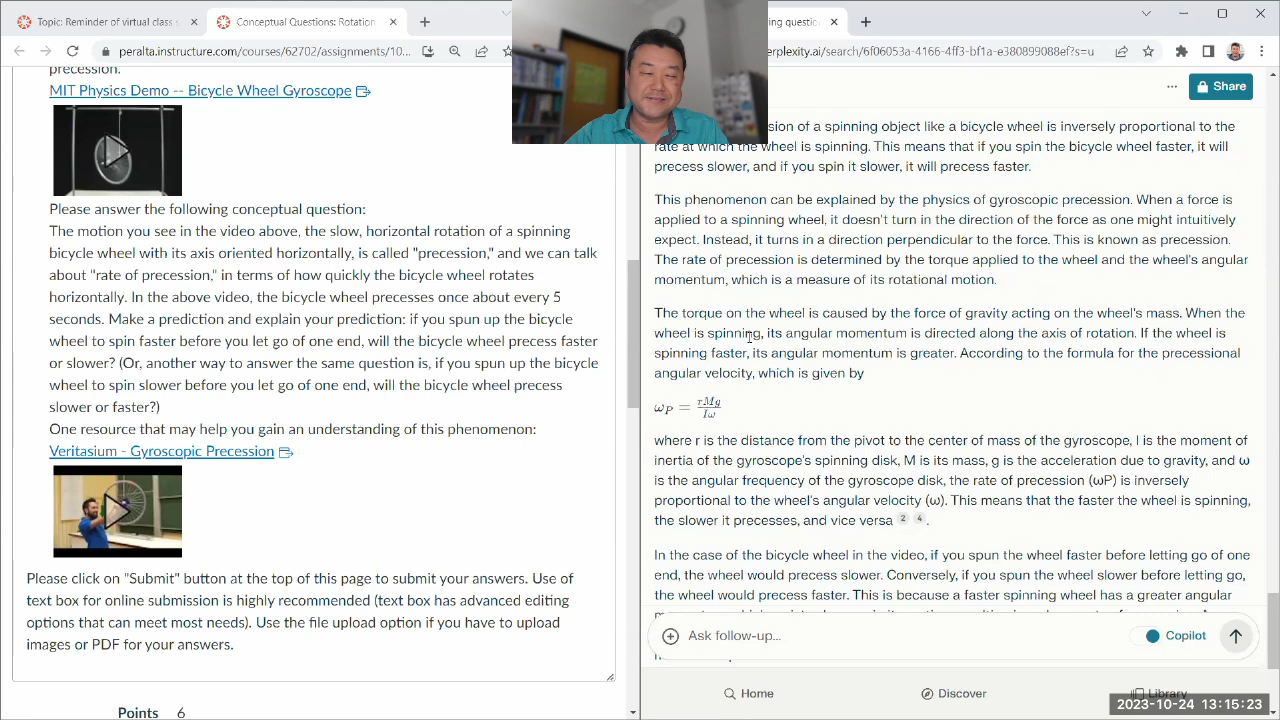 Topic: Reminder of virtual class s
Conceptual Questions: Rotation
ing question:
peralta.instructure.com/courses/62702/assignments/10...
erplexity.ai/search/6f06053a-4166-4ff3-bf1a-e380899088ef?s=u
precession.
MIT Physics Demo -- Bicycle Wheel Gyroscope
Please answer the following conceptual question:
The motion you see in the video above, the slow, horizontal rotation of a spinning
bicycle wheel with its axis oriented horizontally, is called "precession," and we can talk
about "rate of precession," in terms of how quickly the bicycle wheel rotates
horizontally. In the above video, the bicycle wheel precesses once about every 5
seconds. Make a prediction and explain your prediction: if you spun up the bicycle
wheel to spin faster before you let go of one end, will the bicycle wheel precess faster
or slower? (Or, another way to answer the same question is, if you spun up the bicycle
wheel to spin slower before you let go of one end, will the bicycle wheel precess
slower or faster?)
One resource that may help you gain an understanding of this phenomenon:
Veritasium - Gyroscopic Precession
Please click on "Submit" button at the top of this page to submit your answers. Use of
text box for online submission is highly recommended (text box has advanced editing
options that can meet most needs). Use the file upload option if you have to upload
images or PDF for your answers.
Points 6
Share
sion of a spinning object like a bicycle wheel is inversely proportional to the
rate at which the wheel is spinning. This means that if you spin the bicycle wheel faster, it will
precess slower, and if you spin it slower, it will precess faster.
This phenomenon can be explained by the physics of gyroscopic precession. When a force is
applied to a spinning wheel, it doesn't turn in the direction of the force as one might intuitively
expect. Instead, it turns in a direction perpendicular to the force. This is known as precession.
The rate of precession is determined by the torque applied to the wheel and the wheel's angular
momentum, which is a measure of its rotational motion.
The torque on the wheel is caused by the force of gravity acting on the wheel's mass. When the
wheel is spinning, its angular momentum is directed along the axis of rotation. If the wheel is
spinning faster, its angular momentum is greater. According to the formula for the precessional
angular velocity, which is given by
ωP = rMg/Iω
where r is the distance from the pivot to the center of mass of the gyroscope, I is the moment of
inertia of the gyroscope's spinning disk, M is its mass, g is the acceleration due to gravity, and ω
is the angular frequency of the gyroscope disk, the rate of precession (ωP) is inversely
proportional to the wheel's angular velocity (ω). This means that the faster the wheel is spinning,
the slower it precesses, and vice versa 2 4 .
In the case of the bicycle wheel in the video, if you spun the wheel faster before letting go of one
end, the wheel would precess slower. Conversely, if you spun the wheel slower before letting go,
the wheel would precess faster. This is because a faster spinning wheel has a greater angular
Ask follow-up...
Copilot
Home
Discover
Library
2023-10-24 13:15:23